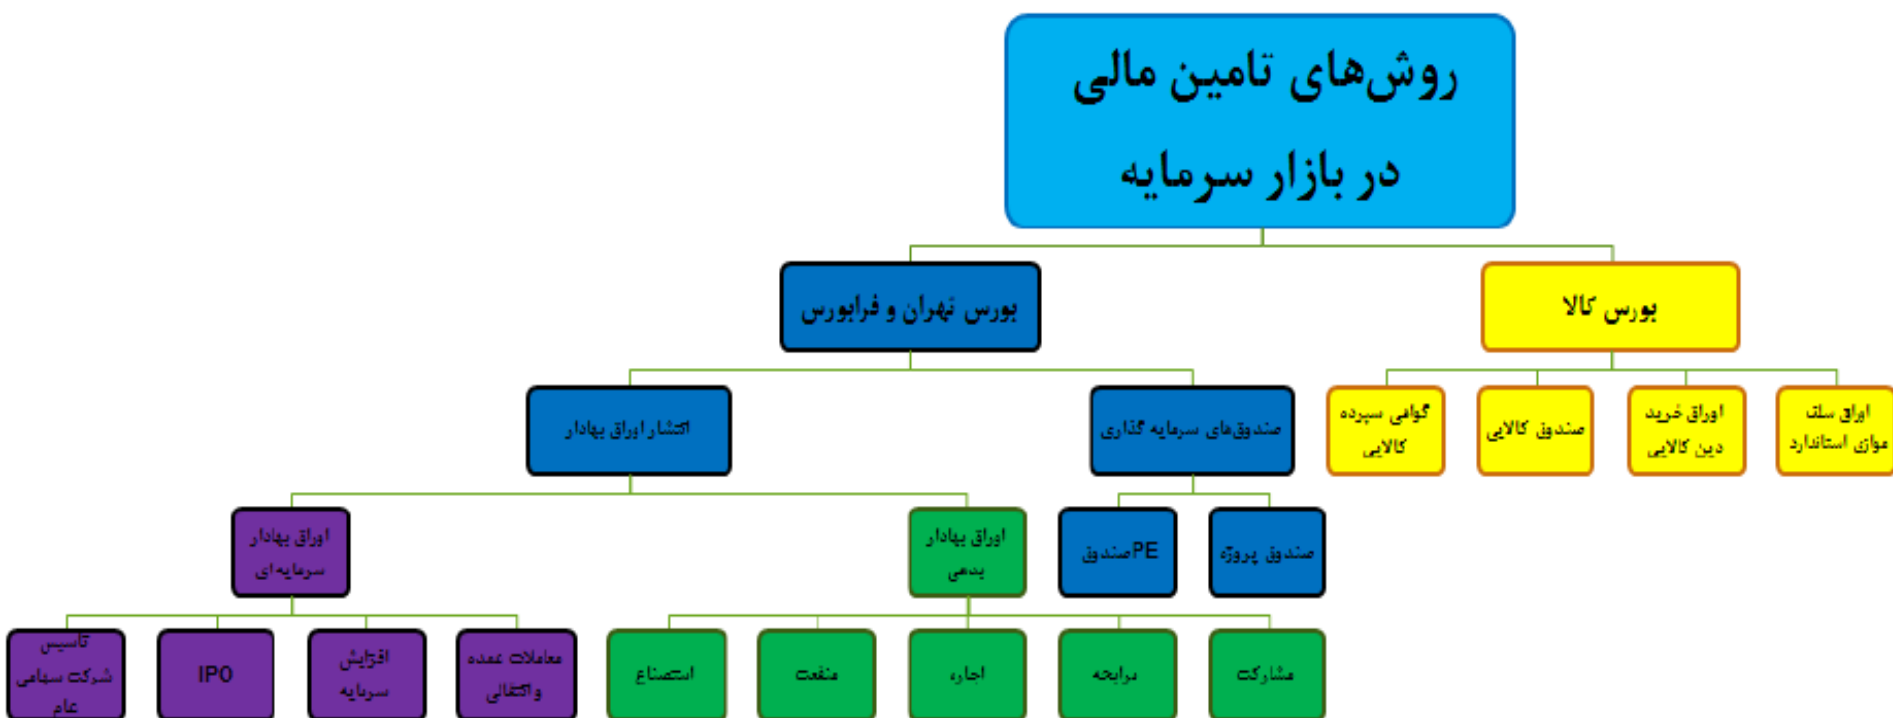 روش‌های تامین مالی
در بازار سرمایه
بورس کالا
بورس تهران و فرابورس
اوراق سلف
موازی استاندارد
اوراق خرید
دین کالایی
صندوق کالایی
گواهی سپرده
کالایی
صندوق‌های سرمایه گذاری
انتشار اوراق بهادار
صندوق پروژه
صندوق PE
اوراق بهادار
بدهی
اوراق بهادار
سرمایه‌ای
مشارکت
مرابحه
اجاره
منفعت
استصناع
معاملات عمده
و انتقالی
افزایش
سرمایه
IPO
تاسیس
شرکت سهامی
عام